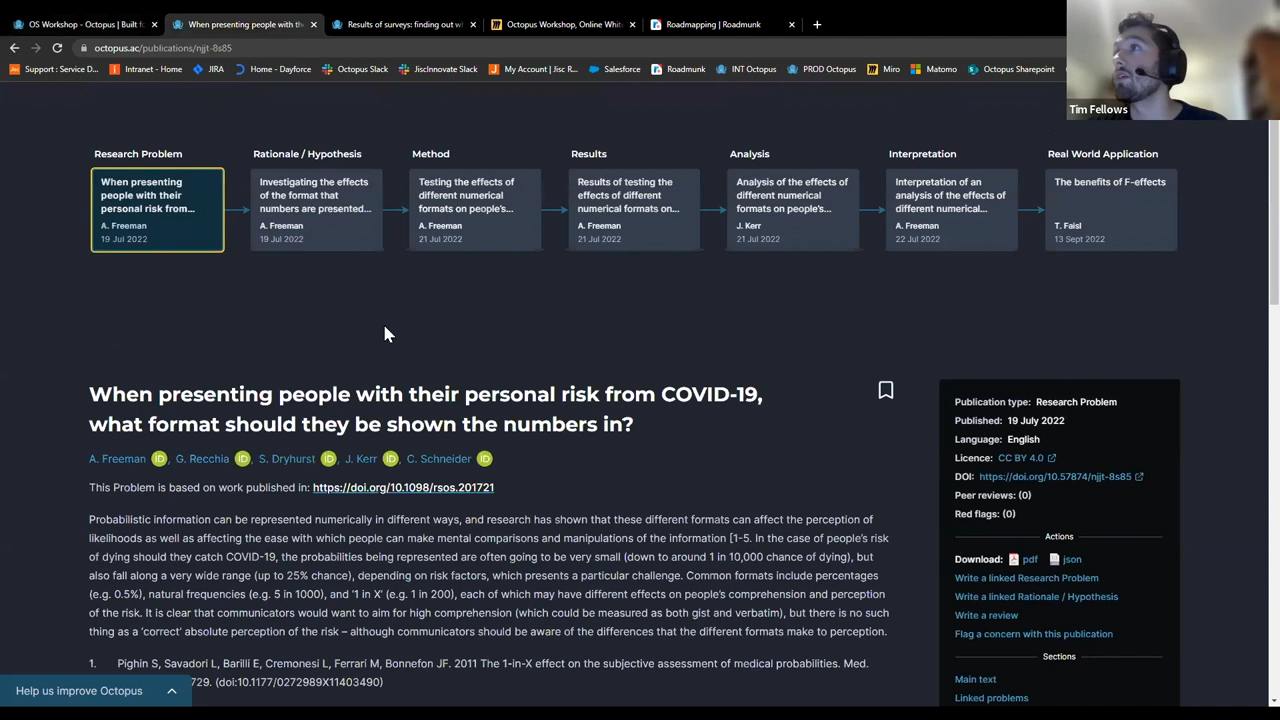 OS Workshop - Octopus | Built f
When presenting people with the
Results of surveys: finding out w
Octopus Workshop, Online Whit
Roadmapping | Roadmunk
octopus.ac/publications/njjt-8s85
Support : Service D...
Intranet - Home
JIRA
Home - Dayforce
Octopus Slack
JiscInnovate Slack
My Account | Jisc R...
Salesforce
Roadmunk
INT Octopus
PROD Octopus
Miro
Matomo
Octopus Sharepoint
Tim Fellows
Research Problem
Rationale / Hypothesis
Method
Results
Analysis
Interpretation
Real World Application
When presenting
people with their
personal risk from...
A. Freeman
19 Jul 2022
Investigating the effects
of the format that
numbers are presented...
A. Freeman
19 Jul 2022
Testing the effects of
different numerical
formats on people's...
A. Freeman
21 Jul 2022
Results of testing the
effects of different
numerical formats on...
A. Freeman
21 Jul 2022
Analysis of the effects of
different numerical
formats on people's...
J. Kerr
21 Jul 2022
Interpretation of an
analysis of the effects of
different numerical...
A. Freeman
22 Jul 2022
The benefits of F-effects
T. Faisl
13 Sept 2022
When presenting people with their personal risk from COVID-19,
what format should they be shown the numbers in?
A. Freeman iD, G. Recchia iD, S. Dryhurst iD, J. Kerr iD, C. Schneider iD
This Problem is based on work published in: https://doi.org/10.1098/rsos.201721
Probabilistic information can be represented numerically in different ways, and research has shown that these different formats can affect the perception of
likelihoods as well as affecting the ease with which people can make mental comparisons and manipulations of the information [1-5. In the case of people's risk
of dying should they catch COVID-19, the probabilities being represented are often going to be very small (down to around 1 in 10,000 chance of dying), but
also fall along a very wide range (up to 25% chance), depending on risk factors, which presents a particular challenge. Common formats include percentages
(e.g. 0.5%), natural frequencies (e.g. 5 in 1000), and '1 in X' (e.g. 1 in 200), each of which may have different effects on people's comprehension and perception
of the risk. It is clear that communicators would want to aim for high comprehension (which could be measured as both gist and verbatim), but there is no such
thing as a 'correct' absolute perception of the risk – although communicators should be aware of the differences that the different formats make to perception.
1. Pighin S, Savadori L, Barilli E, Cremonesi L, Ferrari M, Bonnefon JF. 2011 The 1-in-X effect on the subjective assessment of medical probabilities. Med.
729. (doi:10.1177/0272989X11403490)
Publication type: Research Problem
Published: 19 July 2022
Language: English
Licence: CC BY 4.0
DOI: https://doi.org/10.57874/njjt-8s85
Peer reviews: (0)
Red flags: (0)
Actions
Download: pdf json
Write a linked Research Problem
Write a linked Rationale / Hypothesis
Write a review
Flag a concern with this publication
Sections
Main text
Linked problems
Help us improve Octopus